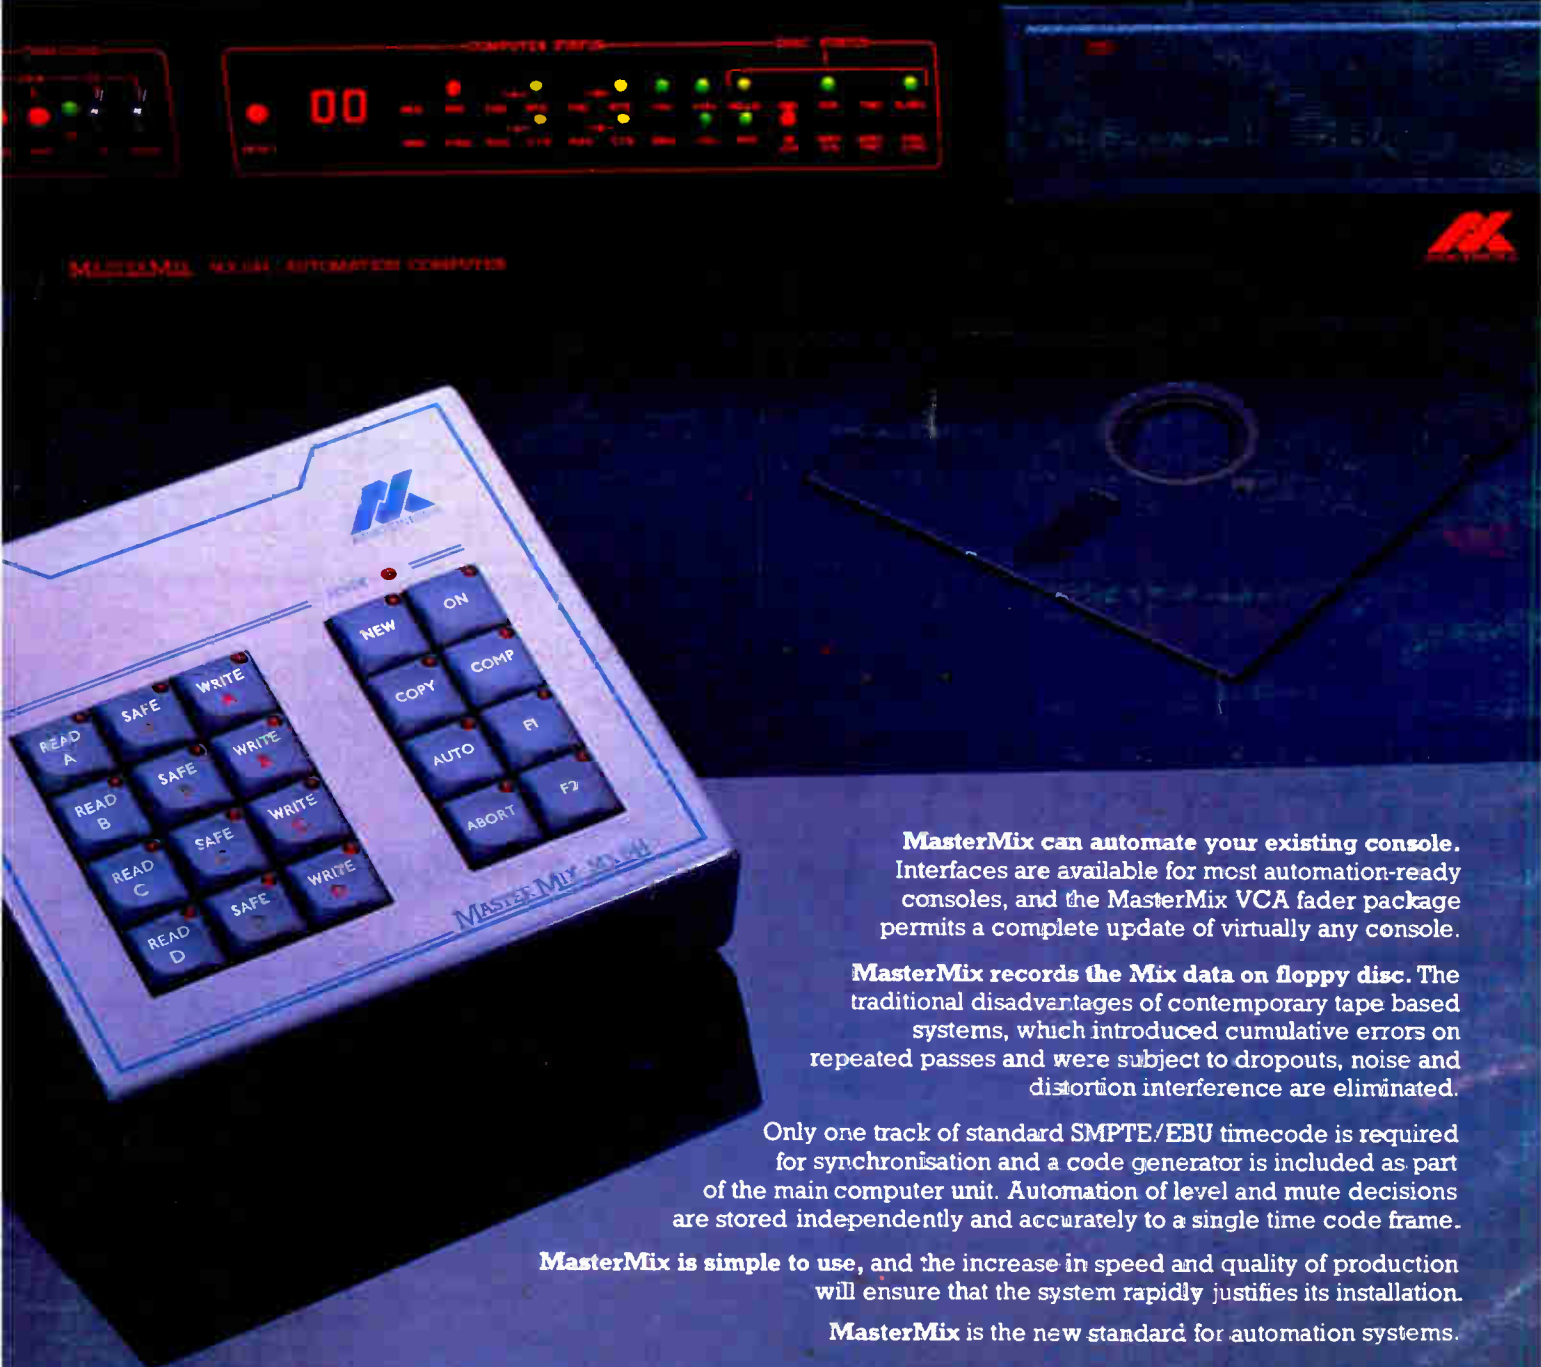 COMPUTER STATUS
DISC STATUS
00
MASTERMIX AUTOMATION COMPUTER
NEW
ON
COPY
COMP
AUTO
F1
ABORT
F2
READ A
SAFE
WRITE A
READ B
SAFE
WRITE B
READ C
SAFE
WRITE C
READ D
SAFE
WRITE D
MASTERMIX
MasterMix can automate your existing console.
Interfaces are available for most automation-ready
consoles, and the MasterMix VCA fader package
permits a complete update of virtually any console.
MasterMix records the Mix data on floppy disc. The
traditional disadvantages of contemporary tape based
systems, which introduced cumulative errors on
repeated passes and were subject to dropouts, noise and
distortion interference are eliminated.
Only one track of standard SMPTE/EBU timecode is required
for synchronisation and a code generator is included as part
of the main computer unit. Automation of level and mute decisions
are stored independently and accurately to a single time code frame.
MasterMix is simple to use, and the increase in speed and quality of production
will ensure that the system rapidly justifies its installation.
MasterMix is the new standard for automation systems.